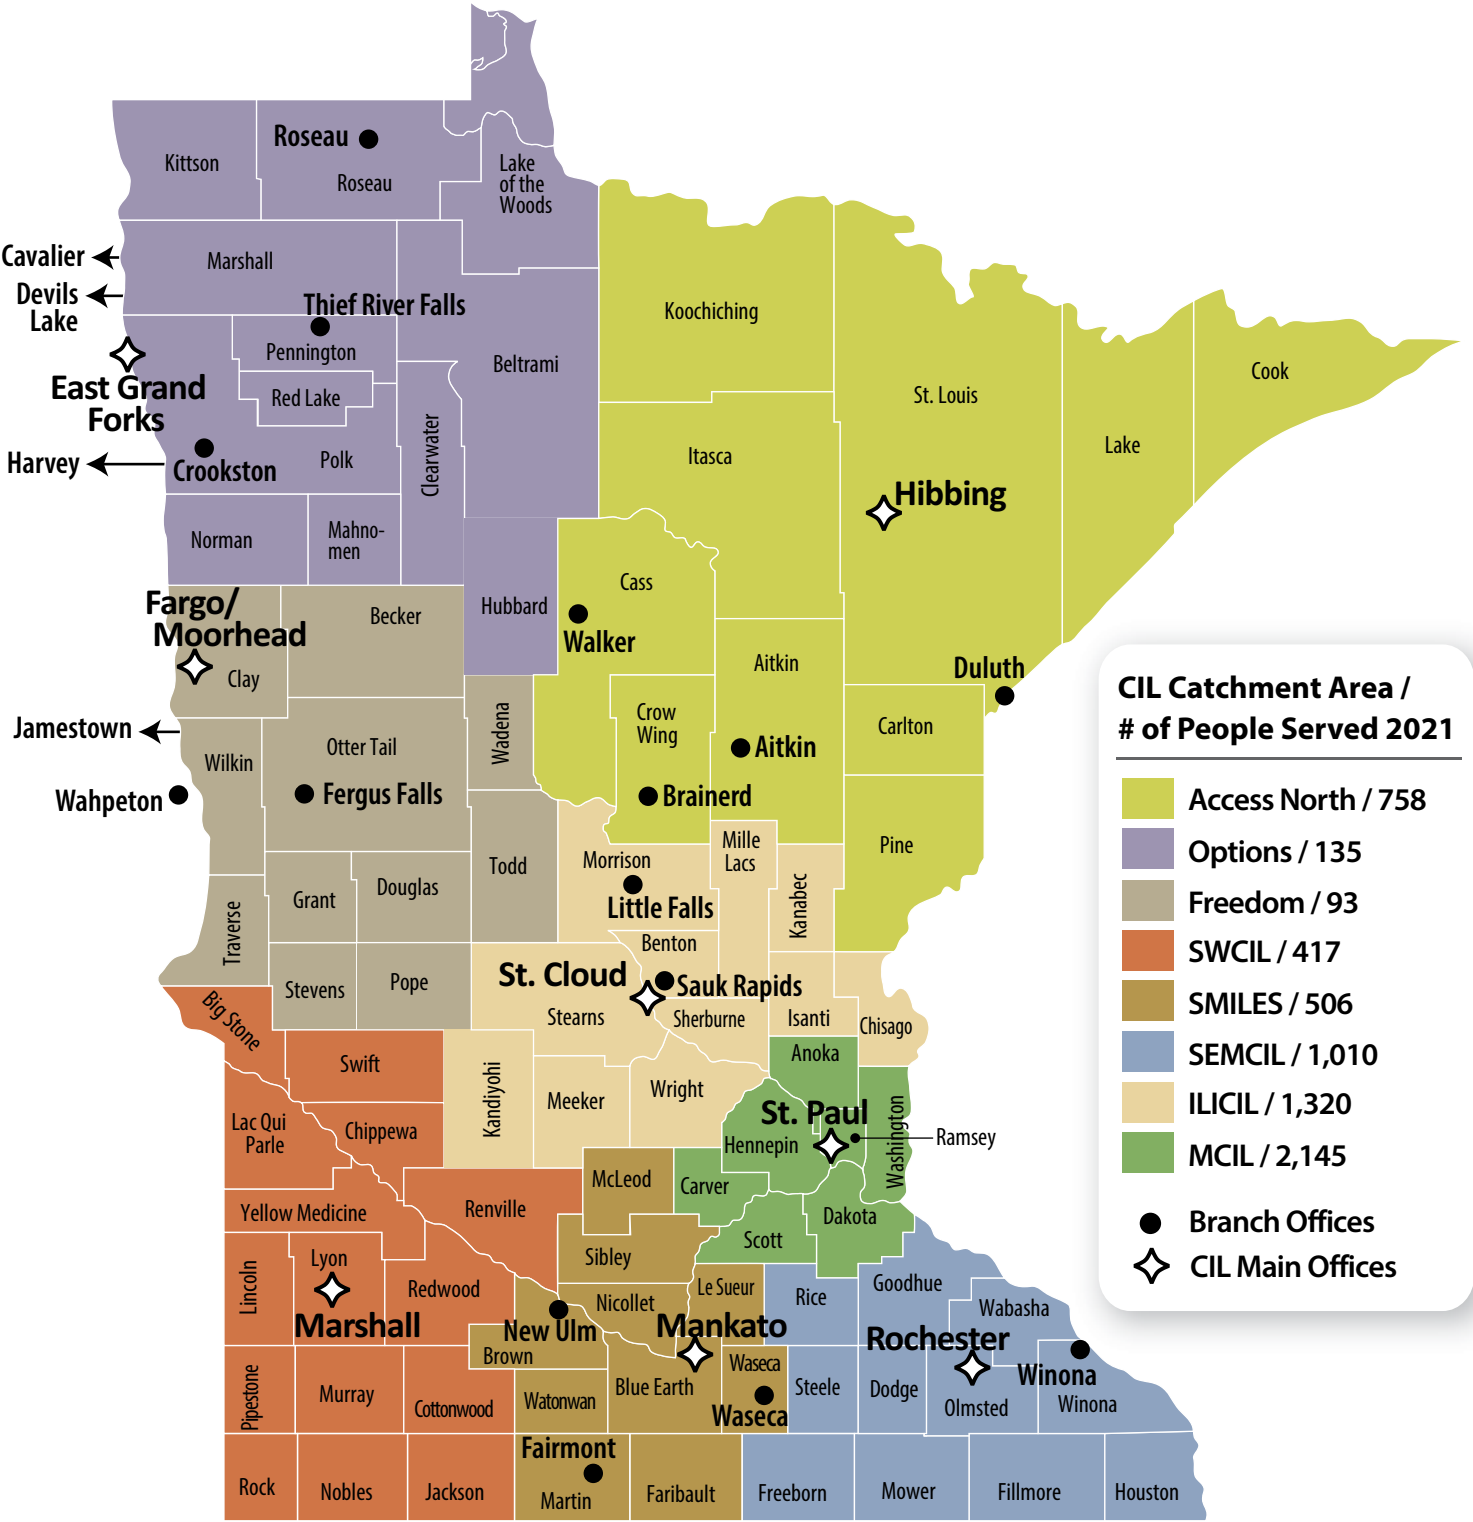 Roseau
Kittson
Roseau
Lake
of the
Woods
Cavalier
Marshall
Devils
Lake
Thief River Falls
Koochiching
Pennington
Beltrami
Cook
East Grand
Forks
Red Lake
St. Louis
Clearwater
Lake
Harvey
Crookston
Polk
Itasca
Hibbing
Norman
Mahno-
men
Cass
Fargo/
Moorhead
Becker
Hubbard
Walker
Clay
Aitkin
Duluth
Jamestown
Wilkin
Otter Tail
Wadena
Crow
Wing
Aitkin
Carlton
Wahpeton
Fergus Falls
Brainerd
Mille
Lacs
Pine
Todd
Morrison
Grant
Douglas
Little Falls
Kanabec
Traverse
Benton
St. Cloud
Sauk Rapids
Stevens
Pope
Stearns
Sherburne
Isanti
Chisago
Big Stone
Swift
Anoka
Kandiyohi
Meeker
Wright
St. Paul
Lac Qui
Parle
Chippewa
Hennepin
Ramsey
Washington
McLeod
Carver
Yellow Medicine
Renville
Dakota
Scott
Lincoln
Lyon
Sibley
Redwood
Le Sueur
Rice
Goodhue
Nicollet
Wabasha
Marshall
New Ulm
Mankato
Rochester
Brown
Waseca
Winona
Pipestone
Murray
Cottonwood
Watonwan
Blue Earth
Waseca
Steele
Dodge
Olmsted
Winona
Fairmont
Rock
Nobles
Jackson
Martin
Faribault
Freeborn
Mower
Fillmore
Houston
CIL Catchment Area /
# of People Served 2021
Access North / 758
Options / 135
Freedom / 93
SWCIL / 417
SMILES / 506
SEMCIL / 1,010
ILICIL / 1,320
MCIL / 2,145
Branch Offices
CIL Main Offices